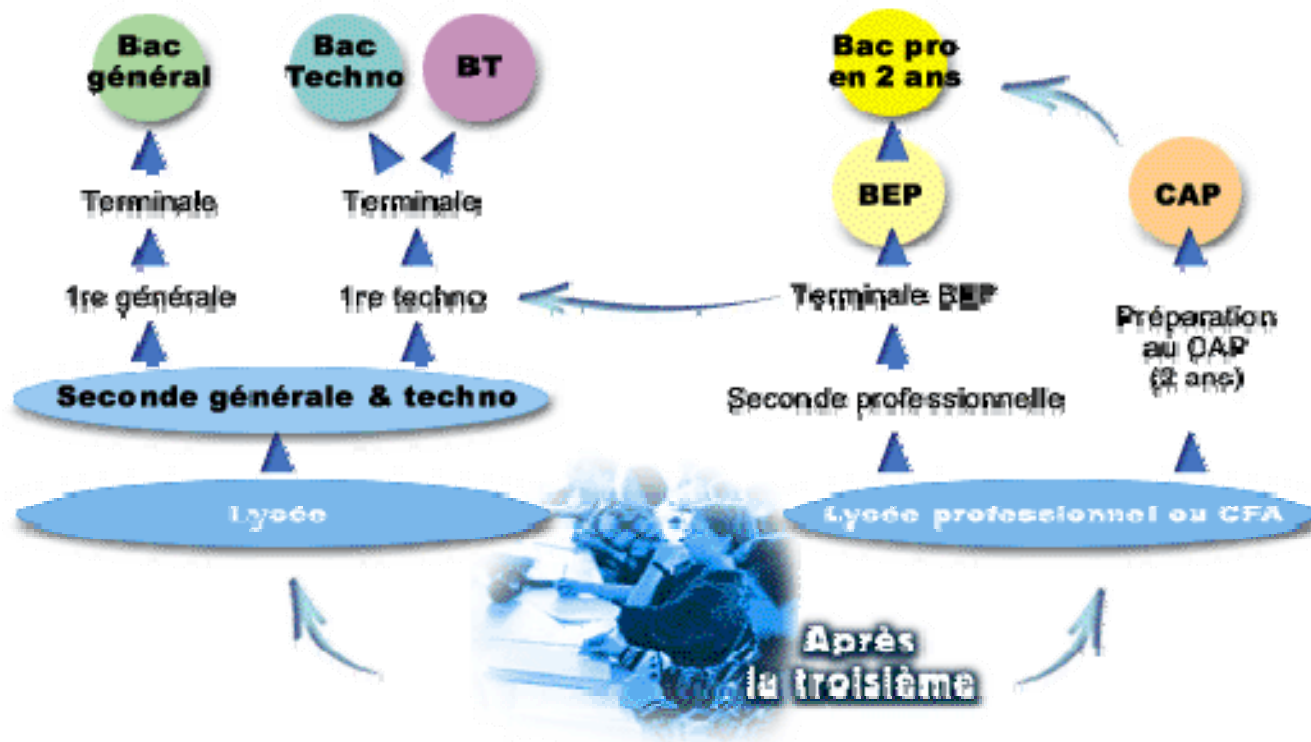 Bac
général
Bac
Techno
BT
Bac pro
en 2 ans
BEP
CAP
Terminale
Terminale
1re générale
1re techno
Terminale BEP
Préparation
au CAP
(2 ans)
Seconde générale & techno
Seconde professionnelle
Lycée
Lycée professionnel ou CFA
Après
la troisième